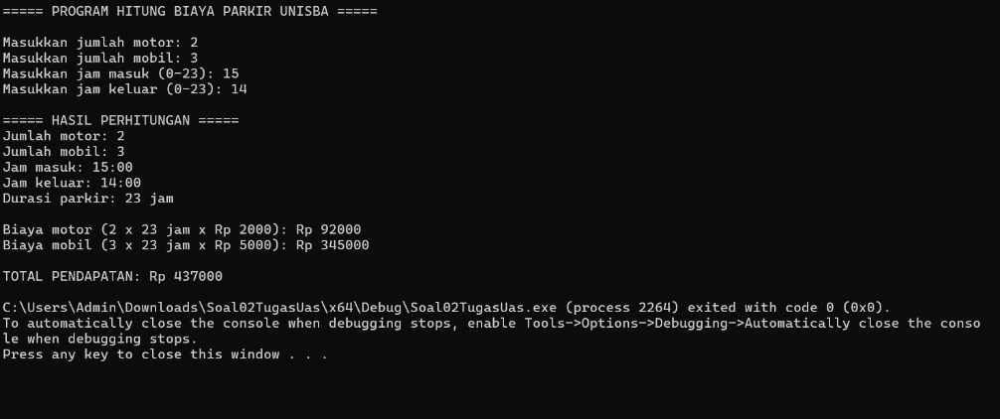 ===== PROGRAM HITUNG BIAYA PARKIR UNISBA =====
Masukkan jumlah motor: 2
Masukkan jumlah mobil: 3
Masukkan jam masuk (0-23): 15
Masukkan jam keluar (0-23): 14
===== HASIL PERHITUNGAN =====
Jumlah motor: 2
Jumlah mobil: 3
Jam masuk: 15:00
Jam keluar: 14:00
Durasi parkir: 23 jam
Biaya motor (2 x 23 jam x Rp 2000): Rp 92000
Biaya mobil (3 x 23 jam x Rp 5000): Rp 345000
TOTAL PENDAPATAN: Rp 437000
C:\Users\Admin\Downloads\Soal02TugasUas\x64\Debug\Soal02TugasUas.exe (process 2264) exited with code 0 (0x0).
To automatically close the console when debugging stops, enable Tools->Options->Debugging->Automatically close the conso
le when debugging stops.
Press any key to close this window . . .